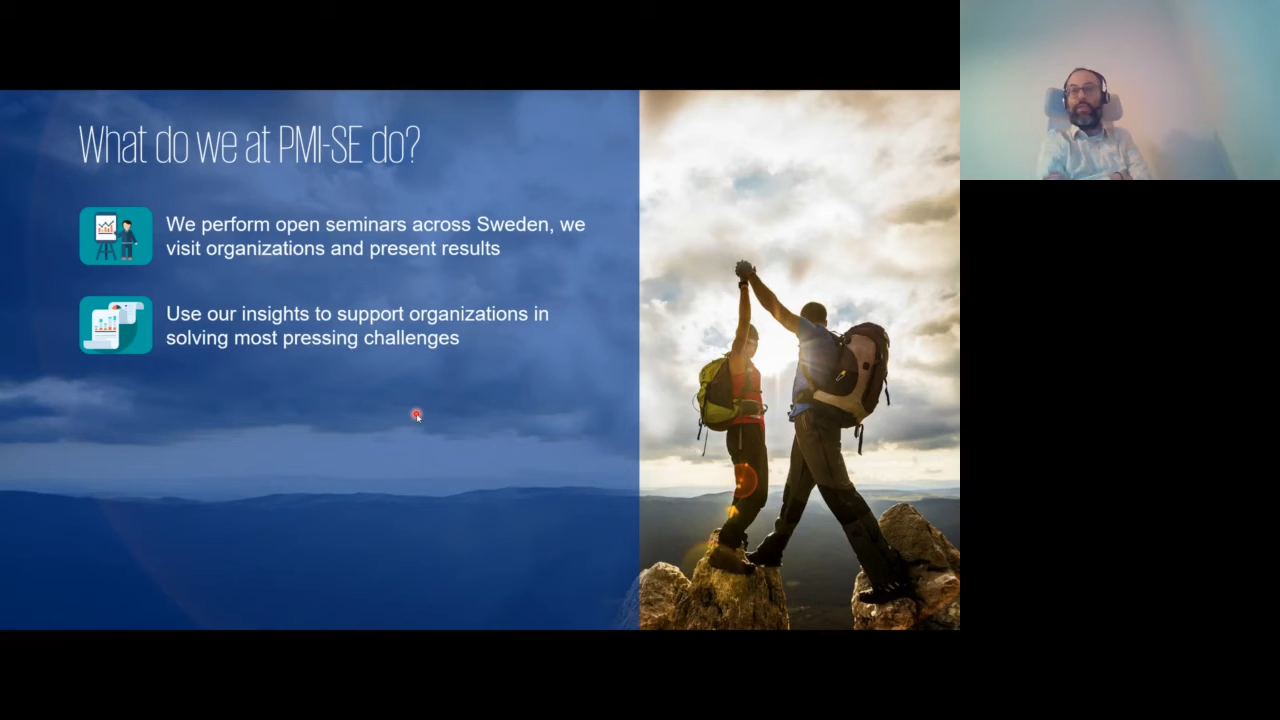 What do we at PMI-SE do?
We perform open seminars across Sweden, we
visit organizations and present results
Use our insights to support organizations in
solving most pressing challenges